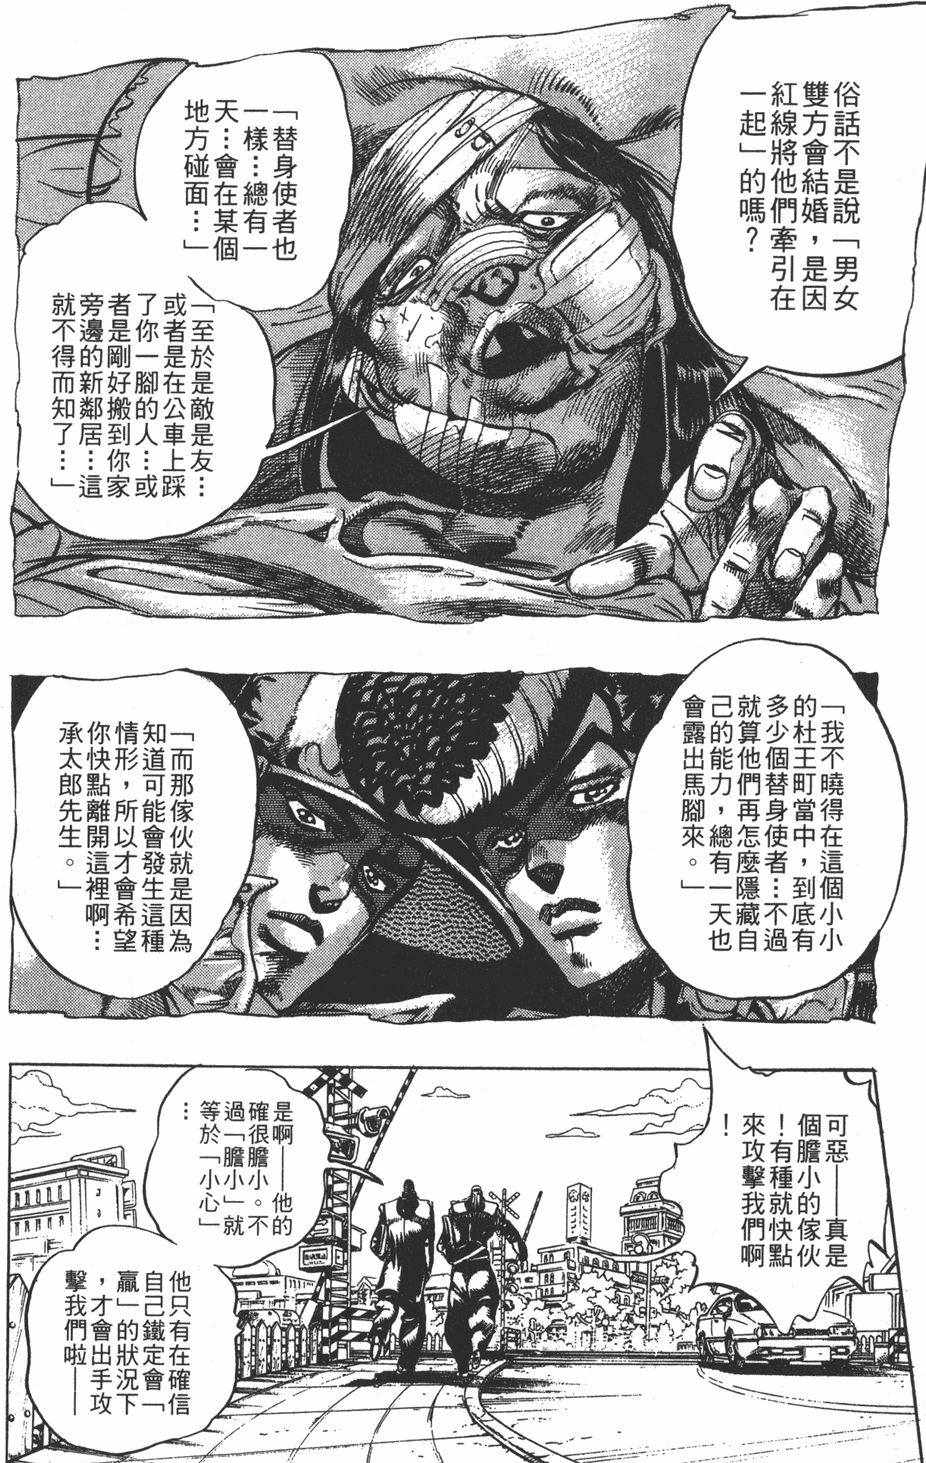 俗話不是說「男女
雙方會結婚，是因
紅線將他們牽引在
一起」的嗎？
「替身使者也
一樣…總有一
天…會在某個
地方碰面…」
「至於是敵是友…
或者是在公車上踩
了你一腳的人…或
者是剛好搬到你家
旁邊的新鄰居…這
就不得而知了…」
「我不曉得在這個小小
的杜王町當中，到底有
多少個替身使者…不過
就算他們再怎麼隱藏自
己的能力，總有一天也
會露出馬腳來。」
「而那傢伙就是因為
知道可能會發生這種
情形，所以才會希望
你快點離開這裡啊…
承太郎先生。」
可惡──真是
個膽小的傢伙
！有種就快點
來攻擊我們啊
！
是啊──他的
確很膽小。不
過「膽小」就
等於「小心」
…
他只有在確信
自己鐵定會「
贏」的狀況下
，才會出手攻
擊我們啦──